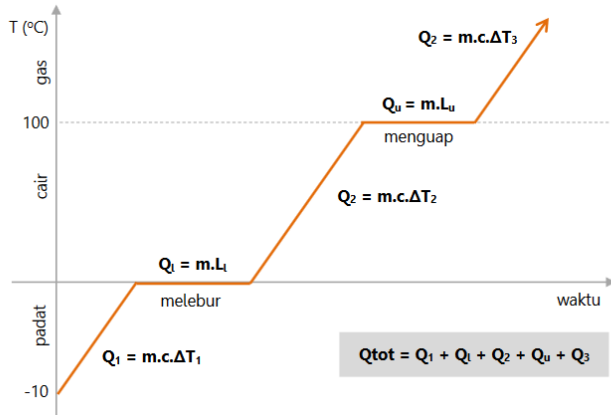 T (°C)
Q₂ = m.c.ΔT₃
gas
Qᵤ = m.Lᵤ
100
menguap
cair
Q₂ = m.c.ΔT₂
Qₗ = m.Lₗ
melebur
waktu
padat
Q₁ = m.c.ΔT₁
Qtot = Q₁ + Qₗ + Q₂ + Qᵤ + Q₃
-10